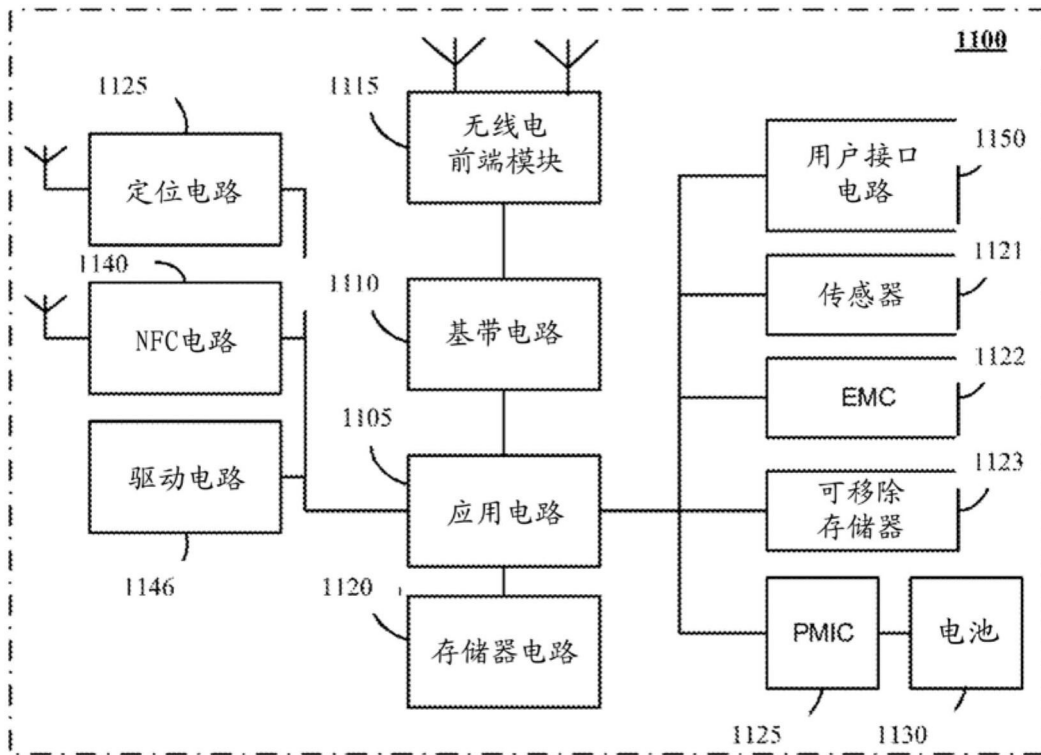 1100
1125
定位电路
1140
NFC电路
驱动电路
1146
1115
无线电
前端模块
1110
基带电路
1105
应用电路
1120
存储器电路
用户接口
电路
1150
传感器
1121
EMC
1122
可移除
存储器
1123
PMIC
1125
电池
1130